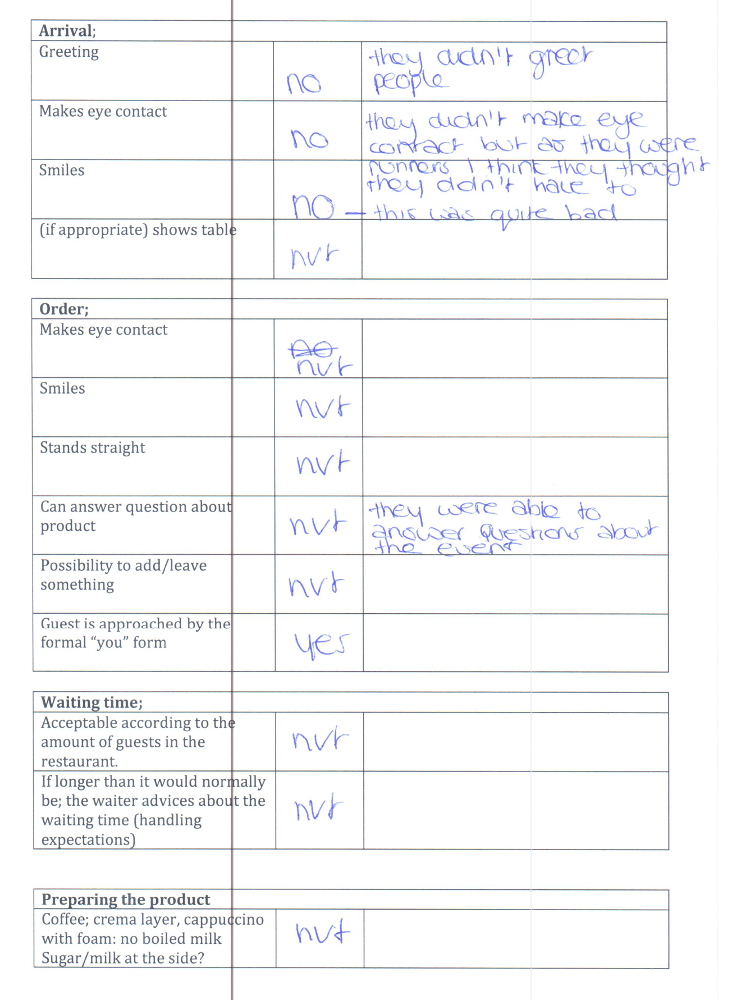 Arrival;
Greeting
no
they didn't greet
people
Makes eye contact
no
they didn't make eye
contact but as they were
runners I think they thought
they didn't have to
Smiles
no — this was quite bad
(if appropriate) shows table
nvt
Order;
Makes eye contact
no
nvt
Smiles
nvt
Stands straight
nvt
Can answer question about
product
nvt
they were able to
answer questions about
the event
Possibility to add/leave
something
nvt
Guest is approached by the
formal “you” form
yes
Waiting time;
Acceptable according to the
amount of guests in the
restaurant.
nvt
If longer than it would normally
be; the waiter advices about the
waiting time (handling
expectations)
nvt
Preparing the product
Coffee; crema layer, cappuccino
with foam: no boiled milk
Sugar/milk at the side?
nvt